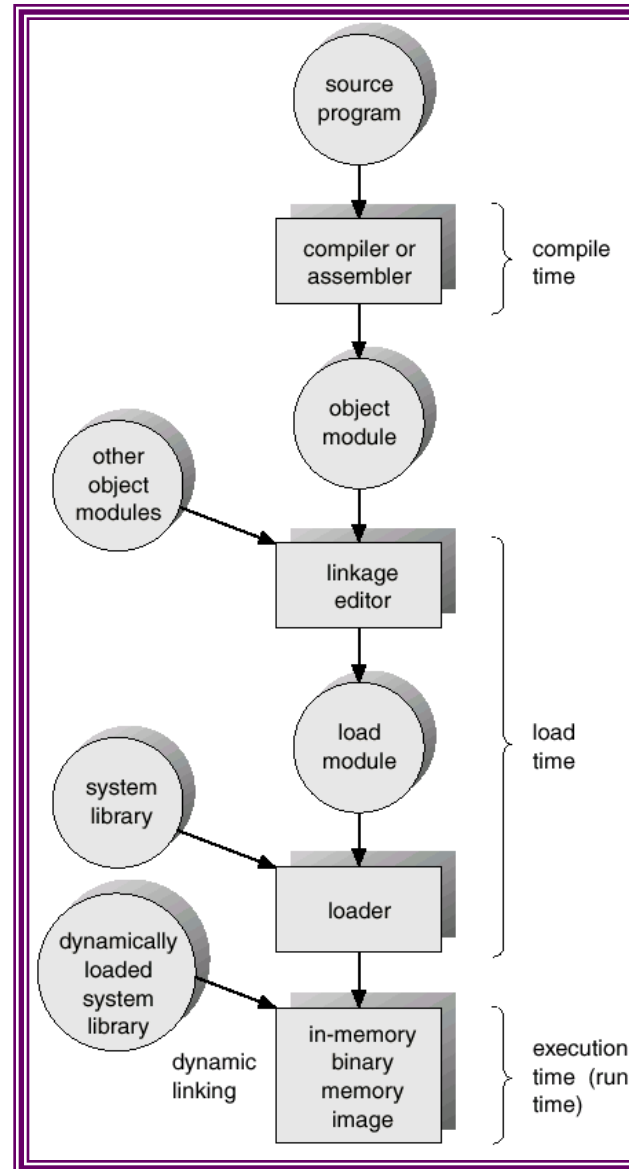 source
program
compiler or
assembler
compile
time
object
module
other
object
modules
linkage
editor
load
module
load
time
system
library
loader
dynamically
loaded
system
library
dynamic
linking
in-memory
binary
memory
image
execution
time (run
time)